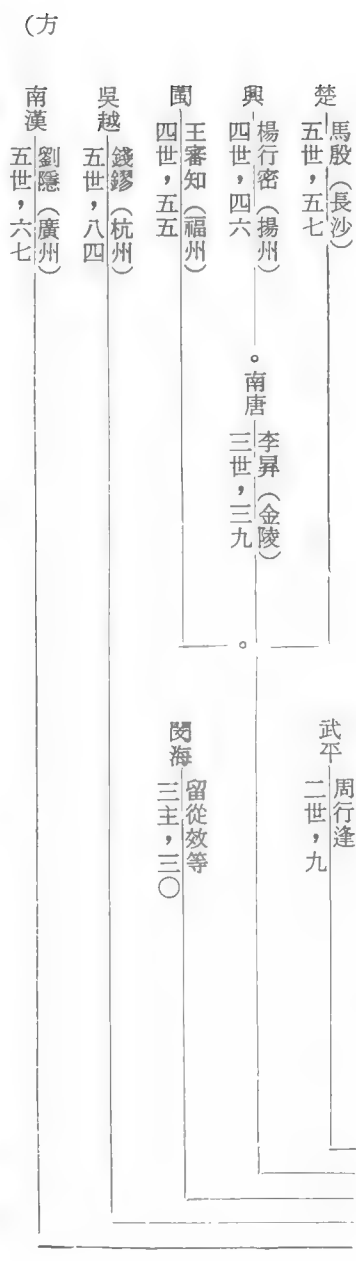 楚
馬殷(長沙)
五世,五七
武平
周行逢
二世,九
興
楊行密(揚州)
四世,四六
南唐
李昇(金陵)
三世,三九
閩
王審知(福州)
四世,五五
閔海
留從效等
三主,三〇
吳越
錢鏐(杭州)
五世,八四
南漢
劉隱(廣州)
五世,六七
(方